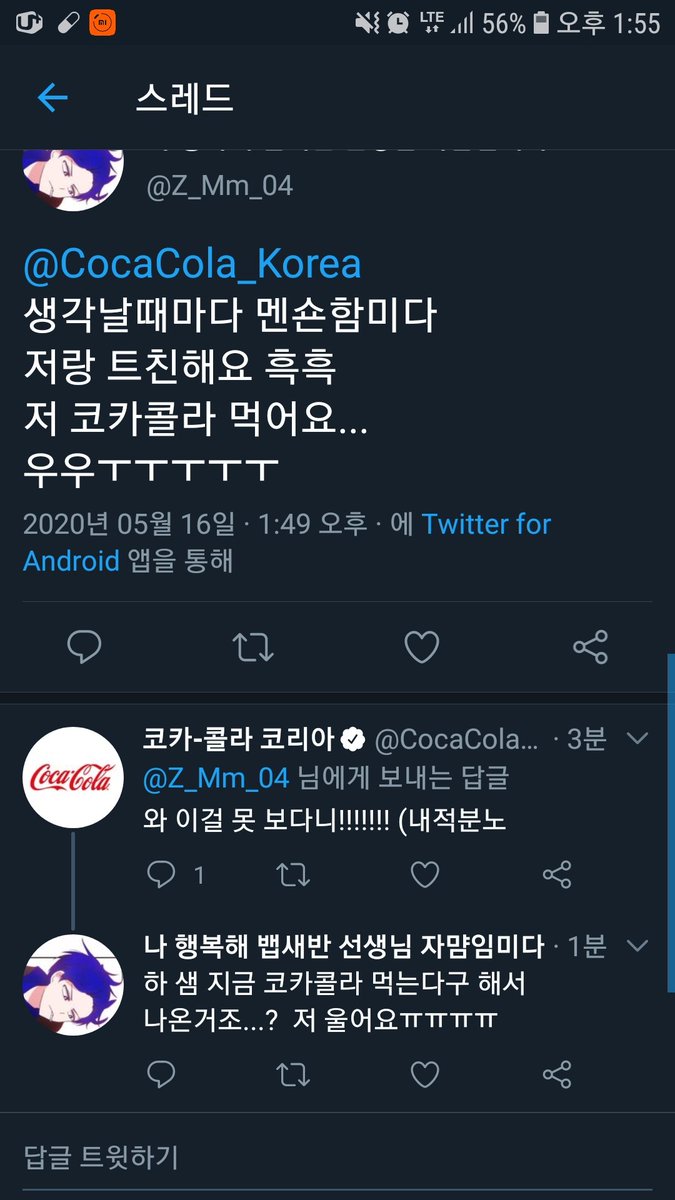 LTE 56% 오후 1:55
스레드
@Z_Mm_04
@CocaCola_Korea
생각날때마다 멘숀함미다
저랑 트친해요 흑흑
저 코카콜라 먹어요...
우우ㅜㅜㅜㅜㅜ
2020년 05월 16일 · 1:49 오후 · 에 Twitter for
Android 앱을 통해
코카-콜라 코리아 @CocaCola... · 3분
Coca-Cola
@Z_Mm_04 님에게 보내는 답글
와 이걸 못 보다니!!!!!!! (내적분노
1
나 행복해 뱁새반 선생님 자먐임미다 · 1분
하 샘 지금 코카콜라 먹는다구 해서
나온거조...? 저 울어요ㅠㅠㅠㅠ
답글 트윗하기